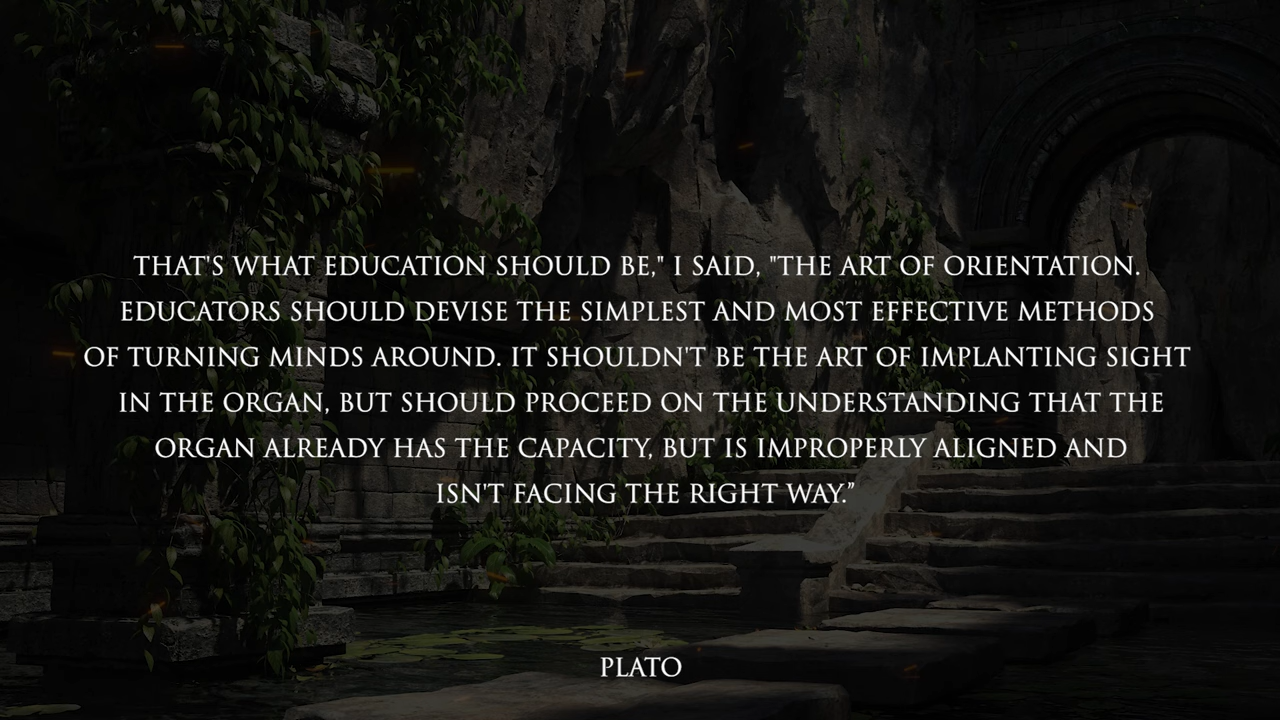 THAT'S WHAT EDUCATION SHOULD BE," I SAID, "THE ART OF ORIENTATION.
EDUCATORS SHOULD DEVISE THE SIMPLEST AND MOST EFFECTIVE METHODS
OF TURNING MINDS AROUND. IT SHOULDN'T BE THE ART OF IMPLANTING SIGHT
IN THE ORGAN, BUT SHOULD PROCEED ON THE UNDERSTANDING THAT THE
ORGAN ALREADY HAS THE CAPACITY, BUT IS IMPROPERLY ALIGNED AND
ISN'T FACING THE RIGHT WAY.”
PLATO